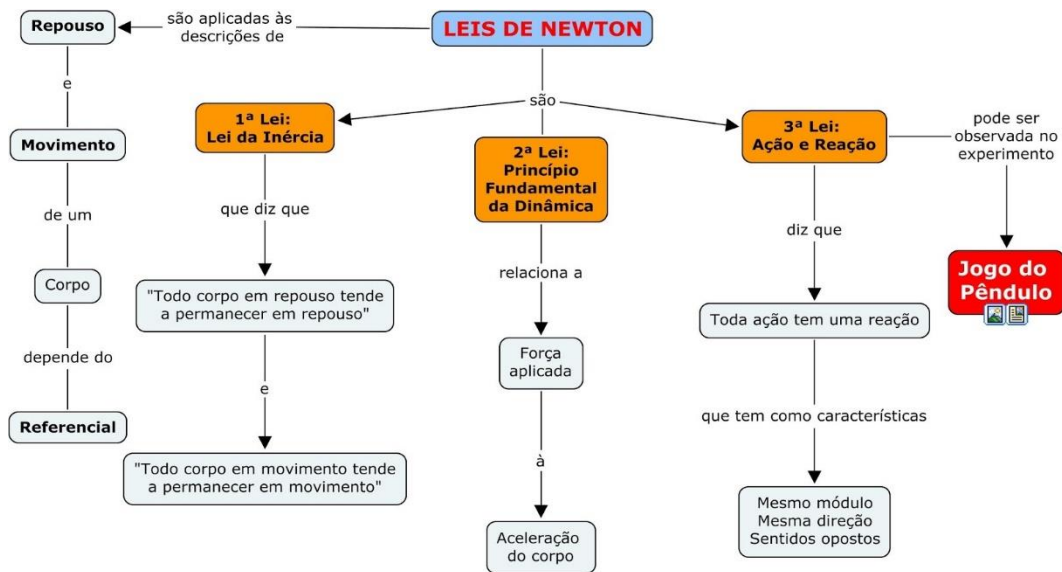 LEIS DE NEWTON
são aplicadas às
descrições de
Repouso
e
Movimento
de um
Corpo
depende do
Referencial
são
1ª Lei:
Lei da Inércia
que diz que
"Todo corpo em repouso tende
a permanecer em repouso"
e
"Todo corpo em movimento tende
a permanecer em movimento"
2ª Lei:
Princípio
Fundamental
da Dinâmica
relaciona a
Força
aplicada
à
Aceleração
do corpo
3ª Lei:
Ação e Reação
diz que
Toda ação tem uma reação
que tem como características
Mesmo módulo
Mesma direção
Sentidos opostos
pode ser
observada no
experimento
Jogo do
Pêndulo